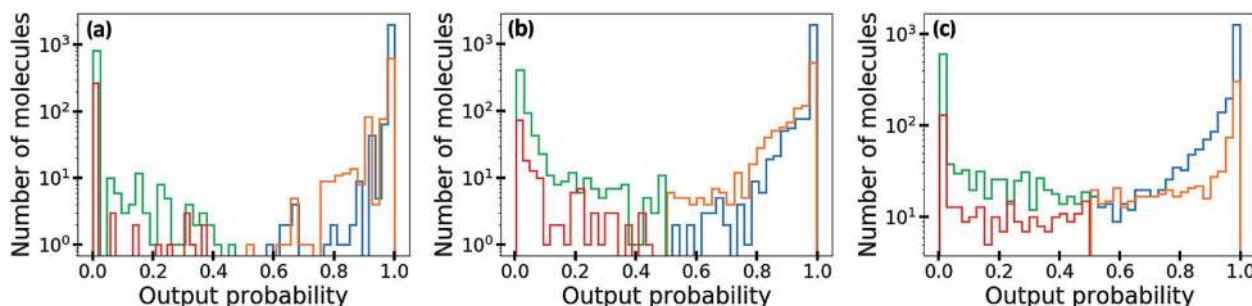 (a)
Number of molecules
10³
10²
10¹
10⁰
0.0 0.2 0.4 0.6 0.8 1.0
Output probability
(b)
Number of molecules
10³
10²
10¹
10⁰
0.0 0.2 0.4 0.6 0.8 1.0
Output probability
(c)
Number of molecules
10³
10²
10¹
0.0 0.2 0.4 0.6 0.8 1.0
Output probability